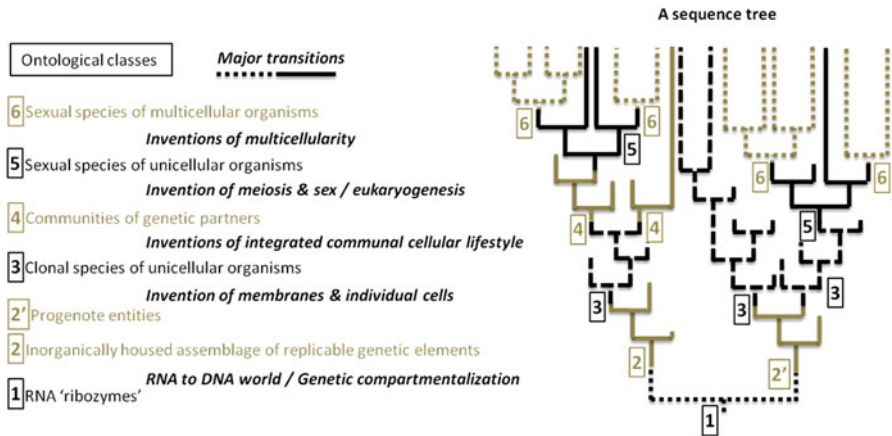 A sequence tree
Ontological classes
Major transitions
6 Sexual species of multicellular organisms
Inventions of multicellularity
5 Sexual species of unicellular organisms
Invention of meiosis & sex / eukaryogenesis
4 Communities of genetic partners
Inventions of integrated communal cellular lifestyle
3 Clonal species of unicellular organisms
Invention of membranes & individual cells
2′ Progenote entities
2 Inorganically housed assemblage of replicable genetic elements
RNA to DNA world / Genetic compartmentalization
1 RNA ‘ribozymes’
6
6
5
6
6
4
4
5
3
3
3
2
2′
1